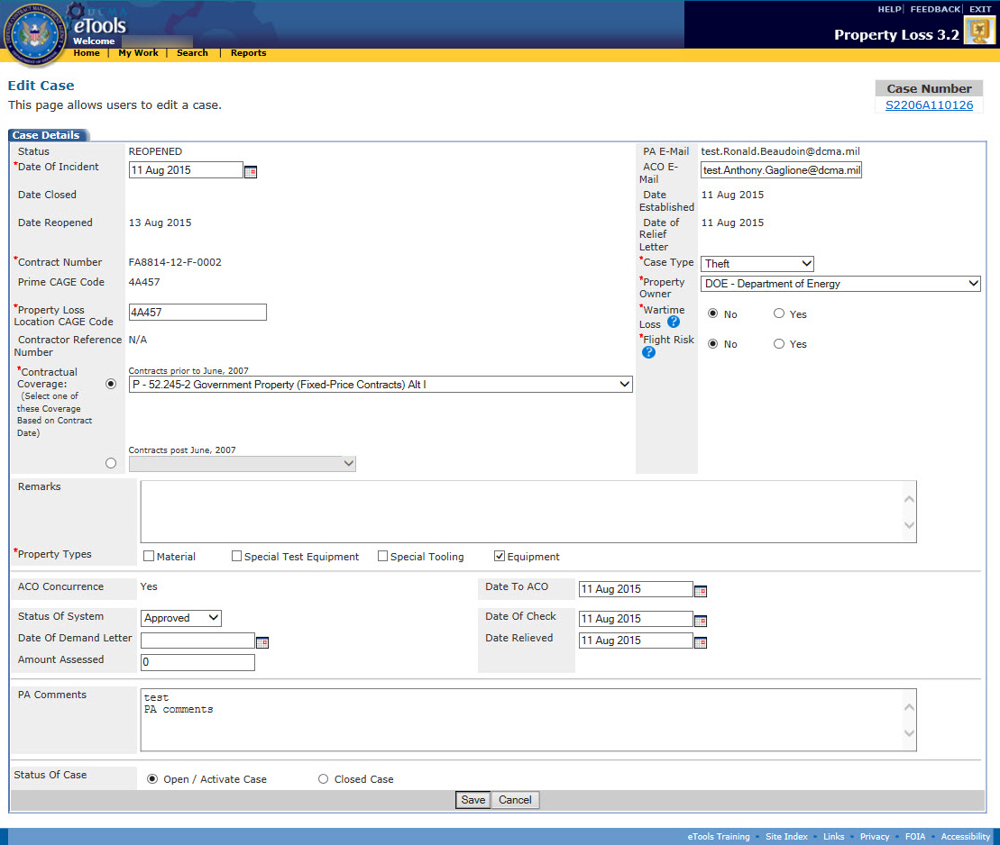 HELP| FEEDBACK| EXIT
DCMA
eTools
Welcome
Property Loss 3.2
Home | My Work | Search | Reports
Edit Case
This page allows users to edit a case.
Case Number
S2206A110126
Case Details
Status REOPENED
*Date Of Incident 11 Aug 2015
Date Closed
Date Reopened 13 Aug 2015
*Contract Number FA8814-12-F-0002
Prime CAGE Code 4A457
*Property Loss
Location CAGE Code 4A457
Contractor Reference
Number N/A
*Contractual
Coverage:
(Select one of
these Coverage
Based on Contract
Date)
Contracts prior to June, 2007
P - 52.245-2 Government Property (Fixed-Price Contracts) Alt I
Contracts post June, 2007
PA E-Mail test.Ronald.Beaudoin@dcma.mil
ACO E-
Mail test.Anthony.Gaglione@dcma.mil
Date
Established 11 Aug 2015
Date of
Relief
Letter 11 Aug 2015
*Case Type Theft
*Property
Owner DOE - Department of Energy
*Wartime
Loss ? No Yes
*Flight Risk
? No Yes
Remarks
*Property Types Material Special Test Equipment Special Tooling Equipment
ACO Concurrence Yes Date To ACO 11 Aug 2015
Status Of System Approved Date Of Check 11 Aug 2015
Date Of Demand Letter Date Relieved 11 Aug 2015
Amount Assessed 0
PA Comments test
PA comments
Status Of Case Open / Activate Case Closed Case
Save Cancel
eTools Training • Site Index • Links • Privacy • FOIA • Accessibility